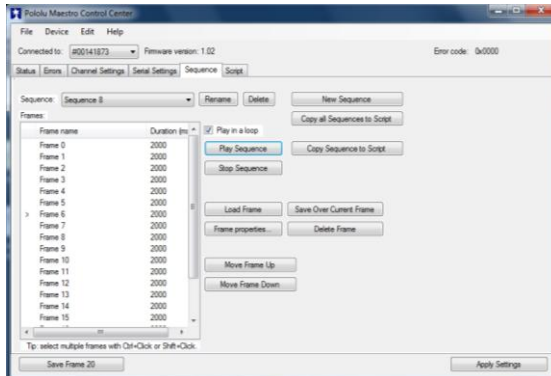 Pololu Maestro Control Center
File Device Edit Help
Connected to: #00141873 Firmware version: 1.02 Error code: 0x0000
Status Errors Channel Settings Serial Settings Sequence Script
Sequence: Sequence 8 Rename Delete New Sequence
Frames: Copy all Sequences to Script
Frame name Duration (ms Play in a loop
Frame 0 2000 Play Sequence Copy Sequence to Script
Frame 1 2000
Frame 2 2000 Stop Sequence
Frame 3 2000
Frame 4 2000
Frame 5 2000 Load Frame Save Over Current Frame
> Frame 6 2000
Frame 7 2000 Frame properties... Delete Frame
Frame 8 2000
Frame 9 2000
Frame 10 2000 Move Frame Up
Frame 11 2000
Frame 12 2000 Move Frame Down
Frame 13 2000
Frame 14 2000
Frame 15 2000
Tip: select multiple frames with Ctrl+Click or Shift+Click.
Save Frame 20 Apply Settings